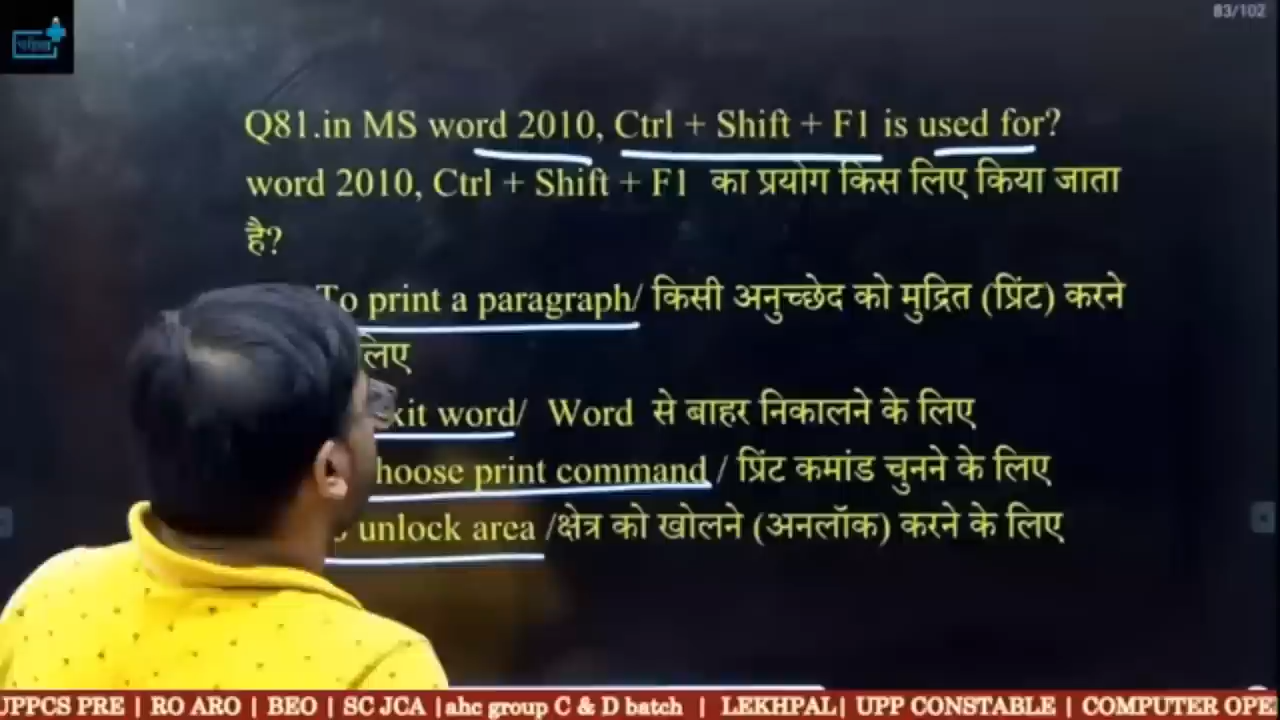 83/102
Q81.in MS word 2010, Ctrl + Shift + F1 is used for?
word 2010, Ctrl + Shift + F1 का प्रयोग किस लिए किया जाता
है?
To print a paragraph/ किसी अनुच्छेद को मुद्रित (प्रिंट) करने
लिए
word/ Word से बाहर निकालने के लिए
print command / प्रिंट कमांड चुनने के लिए
unlock area /क्षेत्र को खोलने (अनलॉक) करने के लिए
UPPCS PRE | RO ARO | BEO | SC JCA |ahc group C & D batch | LEKHPAL| UPP CONSTABLE | COMPUTER OPE